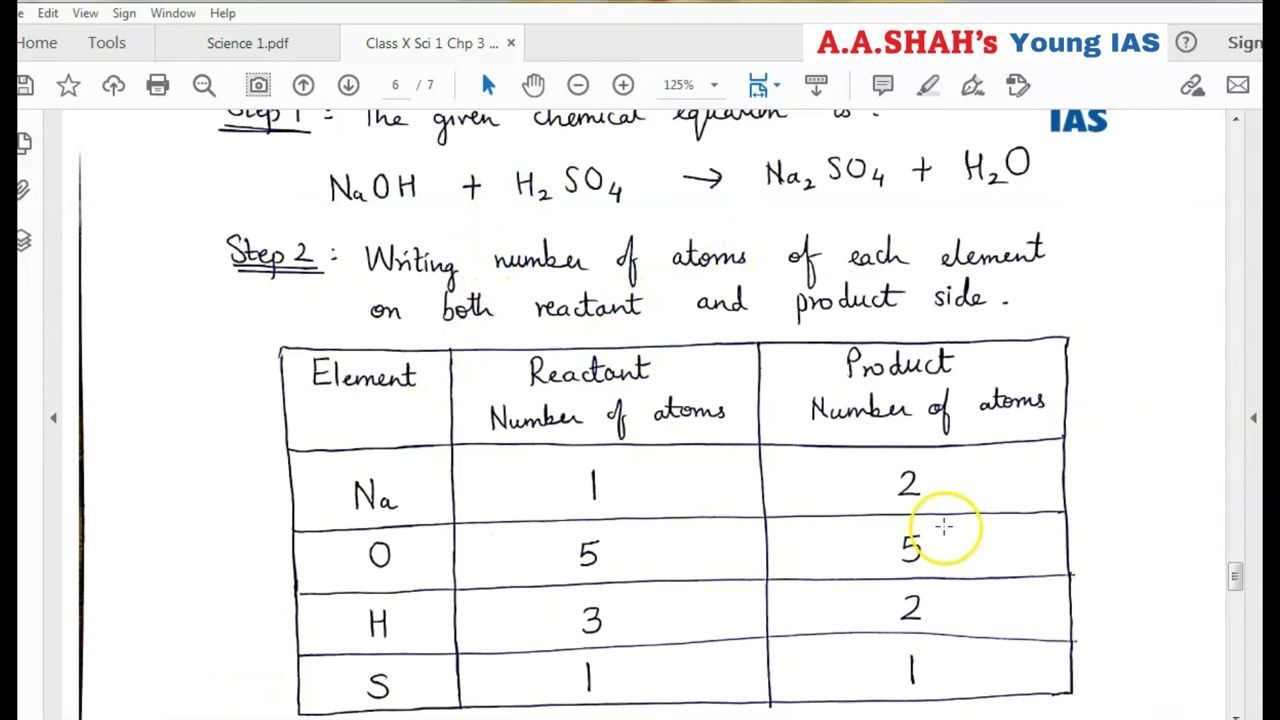 e Edit View Sign Window Help
Home Tools Science 1.pdf Class X Sci 1 Chp 3 ... × A.A.SHAH's Young IAS Sign
6 / 7 125%
Step 1 : The given chemical equation is : IAS
NaOH + H₂SO₄ → Na₂SO₄ + H₂O
Step 2 : Writing number of atoms of each element
on both reactant and product side .
Element Reactant Number of atoms Product Number of atoms
Na 1 2
O 5 5
H 3 2
S 1 1